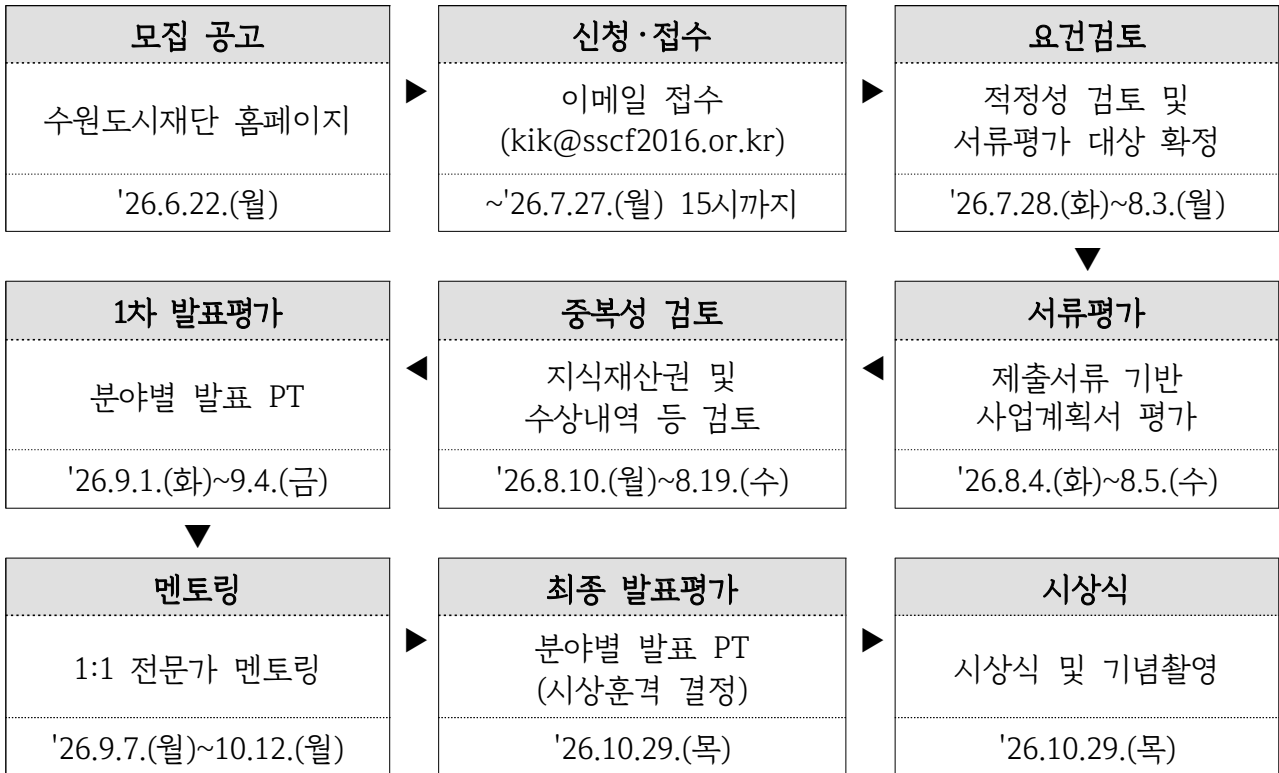 모집 공고
수원도시재단 홈페이지
'26.6.22.(월)
▶
신청·접수
이메일 접수
(kik@sscf2016.or.kr)
~'26.7.27.(월) 15시까지
▶
요건검토
적정성 검토 및
서류평가 대상 확정
'26.7.28.(화)~8.3.(월)
▼
서류평가
제출서류 기반
사업계획서 평가
'26.8.4.(화)~8.5.(수)
◀
중복성 검토
지식재산권 및
수상내역 등 검토
'26.8.10.(월)~8.19.(수)
◀
1차 발표평가
분야별 발표 PT
'26.9.1.(화)~9.4.(금)
▼
멘토링
1:1 전문가 멘토링
'26.9.7.(월)~10.12.(월)
▶
최종 발표평가
분야별 발표 PT
(시상훈격 결정)
'26.10.29.(목)
▶
시상식
시상식 및 기념촬영
'26.10.29.(목)